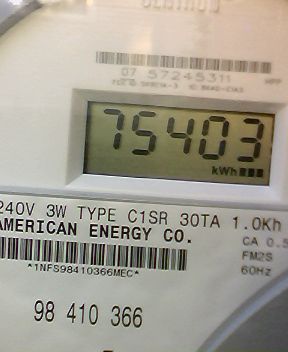 CENTRON
07 57245311
75403
kWh
240V 3W TYPE C1SR 30TA 1.0Kh
AMERICAN ENERGY CO.
CA 0.5
FM2S
60Hz
*1NFS98410366MEC*
98 410 366